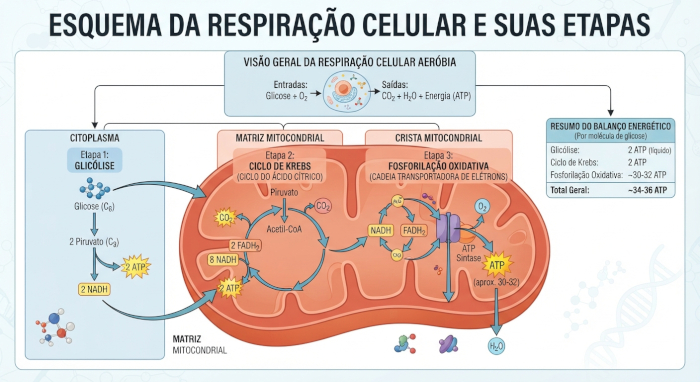 ESQUEMA DA RESPIRAÇÃO CELULAR E SUAS ETAPAS
VISÃO GERAL DA RESPIRAÇÃO CELULAR AERÓBIA
Entradas:
Glicose + O₂
Saídas:
CO₂ + H₂O + Energia (ATP)
CITOPLASMA
Etapa 1:
GLICÓLISE
Glicose (C₆)
2 Piruvato (C₃)
2 ATP
2 NADH
MATRIZ MITOCONDRIAL
Etapa 2:
CICLO DE KREBS
(CICLO DO ÁCIDO CÍTRICO)
Piruvato
CO₂
CO₂
Acetil-CoA
2 FADH₂
8 NADH
2 ATP
MATRIZ
MITOCONDRIAL
CRISTA MITOCONDRIAL
Etapa 3:
FOSFORILAÇÃO OXIDATIVA
(CADEIA TRANSPORTADORA DE ELÉTRONS)
NADH
FADH₂
O₂
ATP
Sintase
ATP
(aprox. 30-32)
H₂O
RESUMO DO BALANÇO ENERGÉTICO
(Por molécula de glicose)
Glicólise: 2 ATP (líquido)
Ciclo de Krebs: 2 ATP
Fosforilação Oxidativa: ~30-32 ATP
Total Geral: ~34-36 ATP